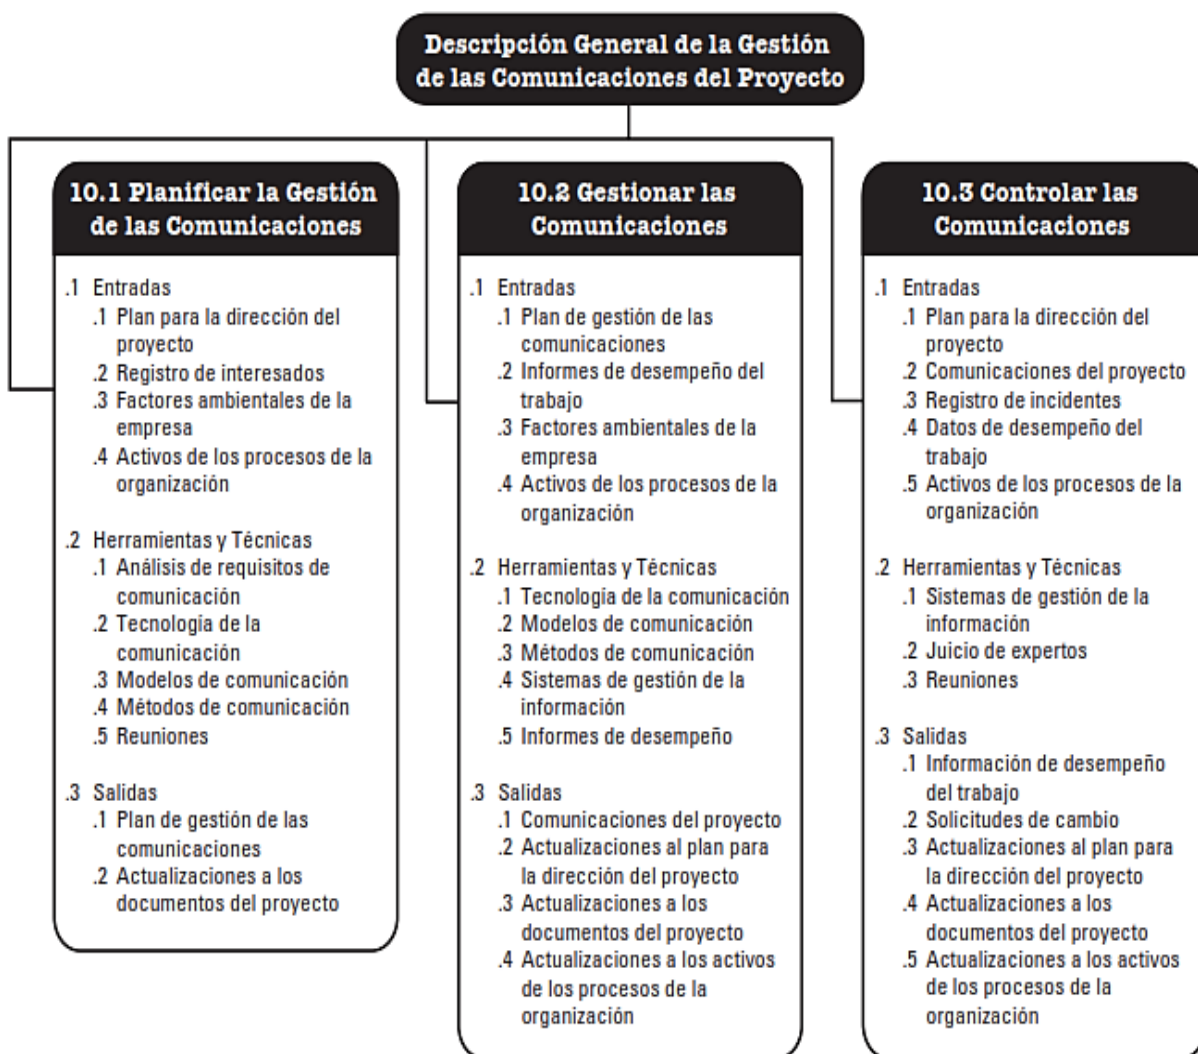 Descripción General de la Gestión
de las Comunicaciones del Proyecto
10.1 Planificar la Gestión
de las Comunicaciones
.1 Entradas
.1 Plan para la dirección del
proyecto
.2 Registro de interesados
.3 Factores ambientales de la
empresa
.4 Activos de los procesos de la
organización
.2 Herramientas y Técnicas
.1 Análisis de requisitos de
comunicación
.2 Tecnología de la
comunicación
.3 Modelos de comunicación
.4 Métodos de comunicación
.5 Reuniones
.3 Salidas
.1 Plan de gestión de las
comunicaciones
.2 Actualizaciones a los
documentos del proyecto
10.2 Gestionar las
Comunicaciones
.1 Entradas
.1 Plan de gestión de las
comunicaciones
.2 Informes de desempeño del
trabajo
.3 Factores ambientales de la
empresa
.4 Activos de los procesos de la
organización
.2 Herramientas y Técnicas
.1 Tecnología de la comunicación
.2 Modelos de comunicación
.3 Métodos de comunicación
.4 Sistemas de gestión de la
información
.5 Informes de desempeño
.3 Salidas
.1 Comunicaciones del proyecto
.2 Actualizaciones al plan para
la dirección del proyecto
.3 Actualizaciones a los
documentos del proyecto
.4 Actualizaciones a los activos
de los procesos de la
organización
10.3 Controlar las
Comunicaciones
.1 Entradas
.1 Plan para la dirección del
proyecto
.2 Comunicaciones del proyecto
.3 Registro de incidentes
.4 Datos de desempeño del
trabajo
.5 Activos de los procesos de la
organización
.2 Herramientas y Técnicas
.1 Sistemas de gestión de la
información
.2 Juicio de expertos
.3 Reuniones
.3 Salidas
.1 Información de desempeño
del trabajo
.2 Solicitudes de cambio
.3 Actualizaciones al plan para
la dirección del proyecto
.4 Actualizaciones a los
documentos del proyecto
.5 Actualizaciones a los activos
de los procesos de la
organización